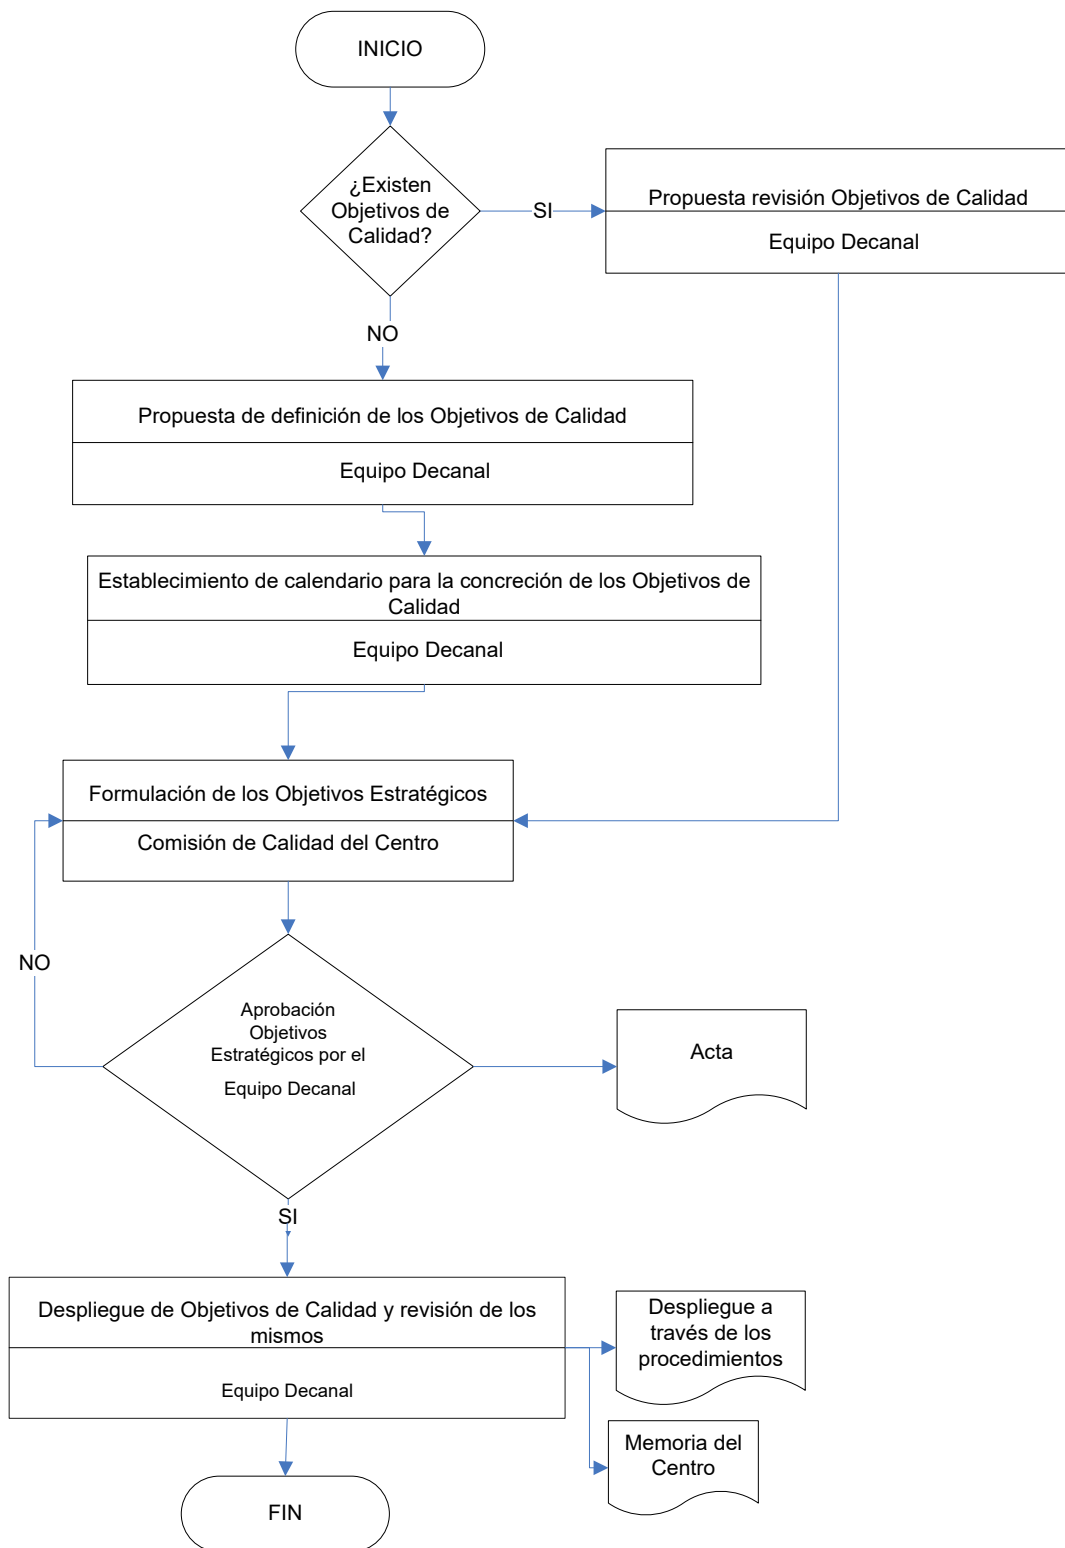 INICIO
¿Existen
Objetivos de
Calidad?
SI
Propuesta revisión Objetivos de Calidad
Equipo Decanal
NO
Propuesta de definición de los Objetivos de Calidad
Equipo Decanal
Establecimiento de calendario para la concreción de los Objetivos de
Calidad
Equipo Decanal
Formulación de los Objetivos Estratégicos
Comisión de Calidad del Centro
NO
Aprobación
Objetivos
Estratégicos por el
Equipo Decanal
Acta
SI
Despliegue de Objetivos de Calidad y revisión de los
mismos
Equipo Decanal
Despliegue a
través de los
procedimientos
Memoria del
Centro
FIN